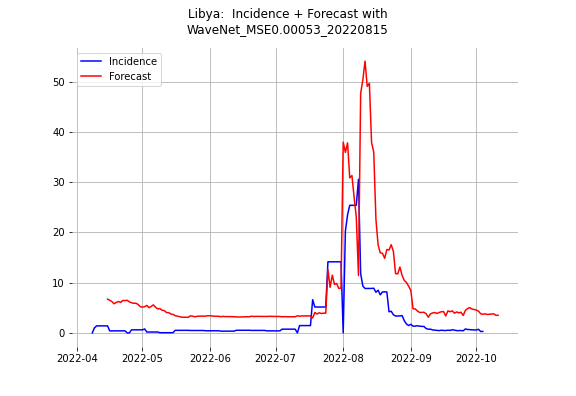 Libya:  Incidence + Forecast with
WaveNet_MSE0.00053_20220815
Incidence
Forecast
50
40
30
20
10
0
2022-04 2022-05 2022-06 2022-07 2022-08 2022-09 2022-10